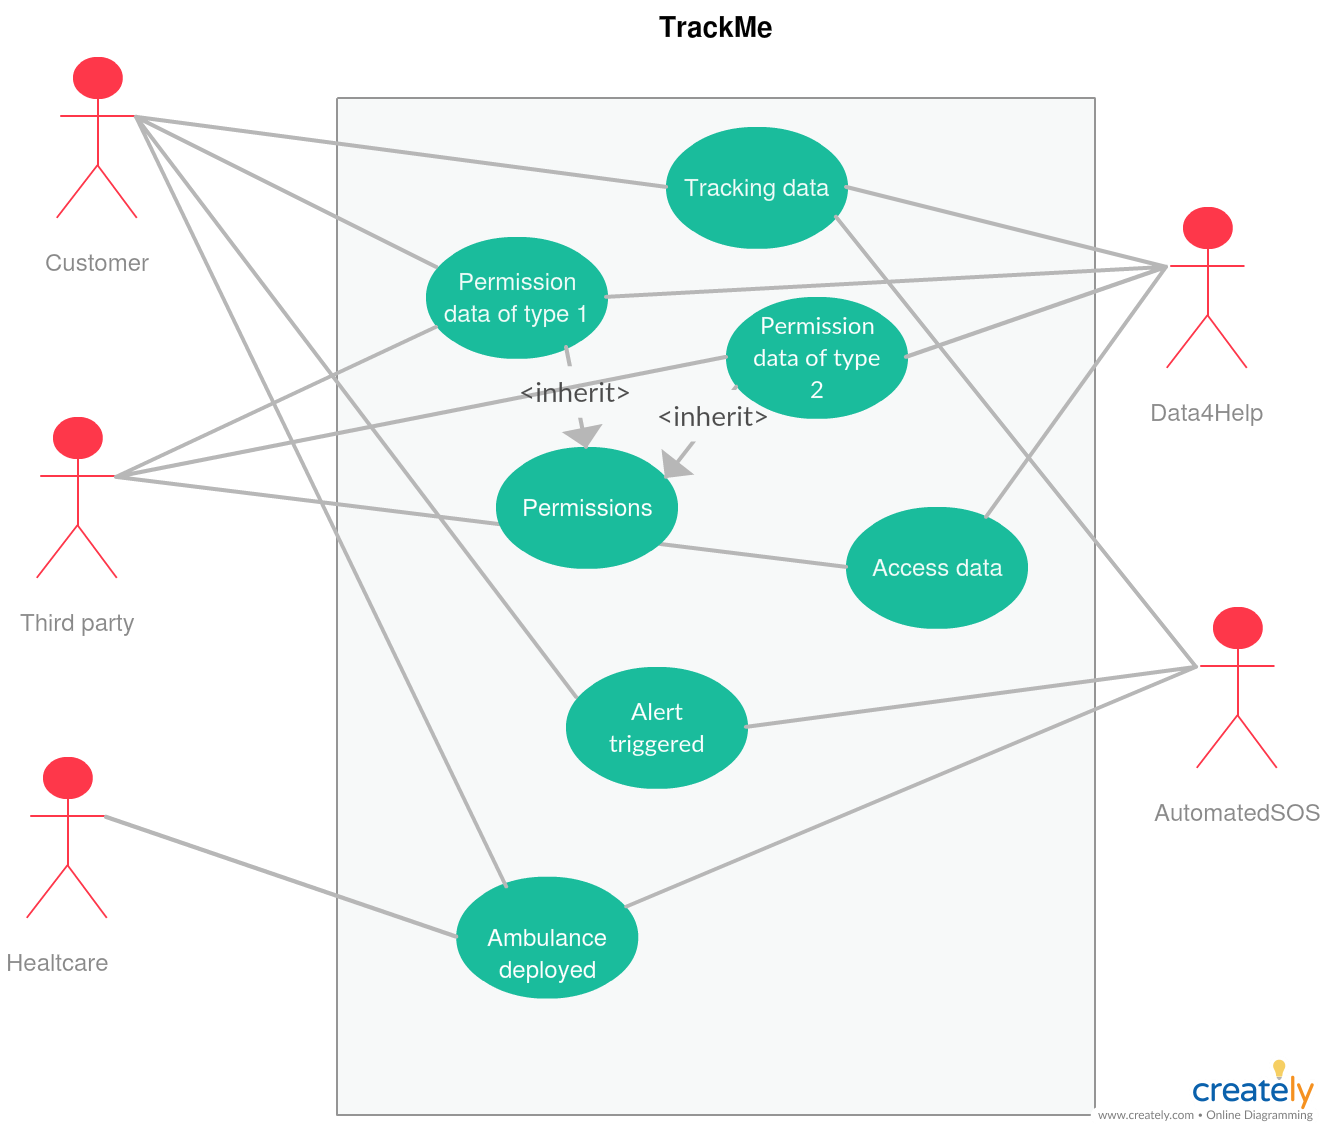 TrackMe
Customer
Tracking data
Permission
data of type 1
Permission
data of type
2
<inherit>
<inherit>
Data4Help
Permissions
Access data
Third party
Alert
triggered
AutomatedSOS
Ambulance
deployed
Healtcare
creately
www.creately.com • Online Diagramming